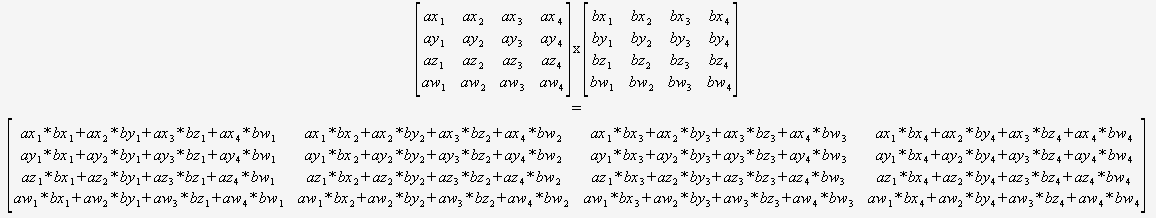 [ax₁ ax₂ ax₃ ax₄] [bx₁ bx₂ bx₃ bx₄]
[ay₁ ay₂ ay₃ ay₄] x [by₁ by₂ by₃ by₄]
[az₁ az₂ az₃ az₄] [bz₁ bz₂ bz₃ bz₄]
[aw₁ aw₂ aw₃ aw₄] [bw₁ bw₂ bw₃ bw₄]
=
[ax₁*bx₁+ax₂*by₁+ax₃*bz₁+ax₄*bw₁ ax₁*bx₂+ax₂*by₂+ax₃*bz₂+ax₄*bw₂ ax₁*bx₃+ax₂*by₃+ax₃*bz₃+ax₄*bw₃ ax₁*bx₄+ax₂*by₄+ax₃*bz₄+ax₄*bw₄]
[ay₁*bx₁+ay₂*by₁+ay₃*bz₁+ay₄*bw₁ ay₁*bx₂+ay₂*by₂+ay₃*bz₂+ay₄*bw₂ ay₁*bx₃+ay₂*by₃+ay₃*bz₃+ay₄*bw₃ ay₁*bx₄+ay₂*by₄+ay₃*bz₄+ay₄*bw₄]
[az₁*bx₁+az₂*by₁+az₃*bz₁+az₄*bw₁ az₁*bx₂+az₂*by₂+az₃*bz₂+az₄*bw₂ az₁*bx₃+az₂*by₃+az₃*bz₃+az₄*bw₃ az₁*bx₄+az₂*by₄+az₃*bz₄+az₄*bw₄]
[aw₁*bx₁+aw₂*by₁+aw₃*bz₁+aw₄*bw₁ aw₁*bx₂+aw₂*by₂+aw₃*bz₂+aw₄*bw₂ aw₁*bx₃+aw₂*by₃+aw₃*bz₃+aw₄*bw₃ aw₁*bx₄+aw₂*by₄+aw₃*bz₄+aw₄*bw₄]